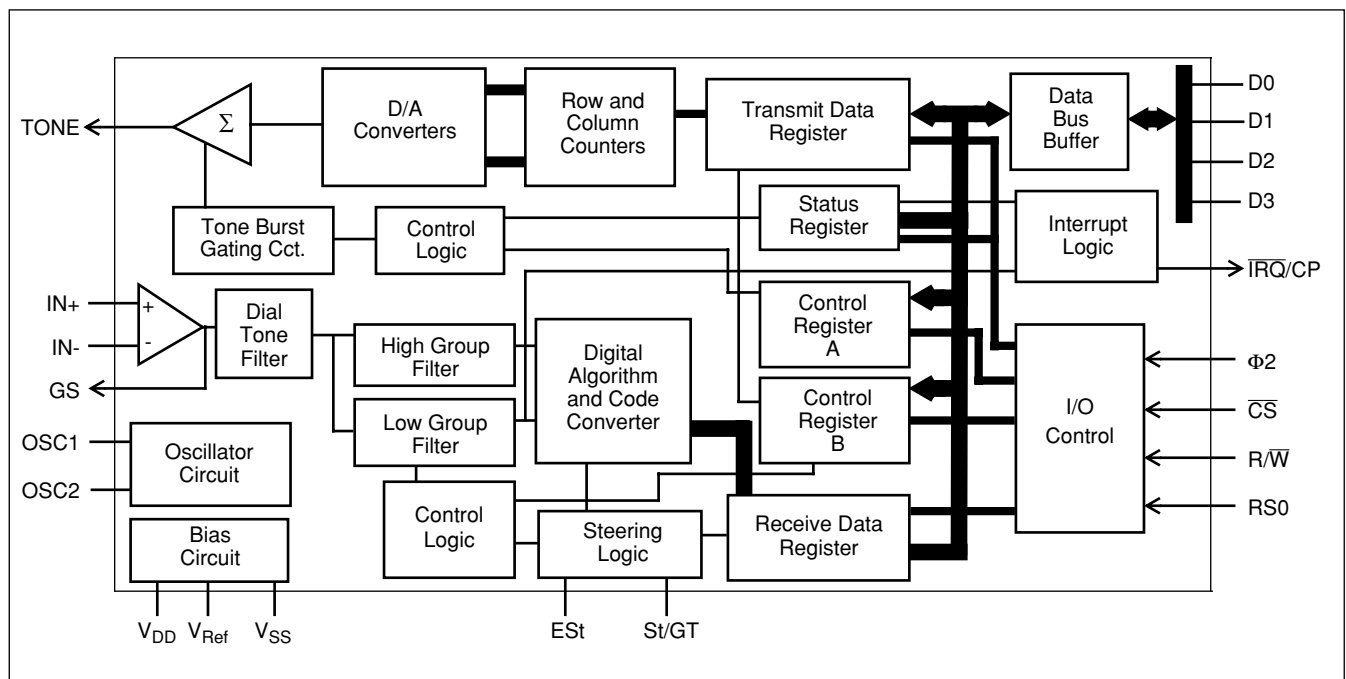 TONE
Σ
D/A
Converters
Row and
Column
Counters
Transmit Data
Register
Data
Bus
Buffer
D0
D1
D2
D3
Tone Burst
Gating Cct.
Control
Logic
Status
Register
Interrupt
Logic
I̅R̅Q̅/CP
IN+
IN-
GS
+
-
Dial
Tone
Filter
High Group
Filter
Low Group
Filter
Digital
Algorithm
and Code
Converter
Control
Register
A
Control
Register
B
I/O
Control
Φ2
C̅S̅
R/W̅
RS0
OSC1
OSC2
Oscillator
Circuit
Bias
Circuit
Control
Logic
Steering
Logic
Receive Data
Register
VDD VRef VSS
ESt St/GT